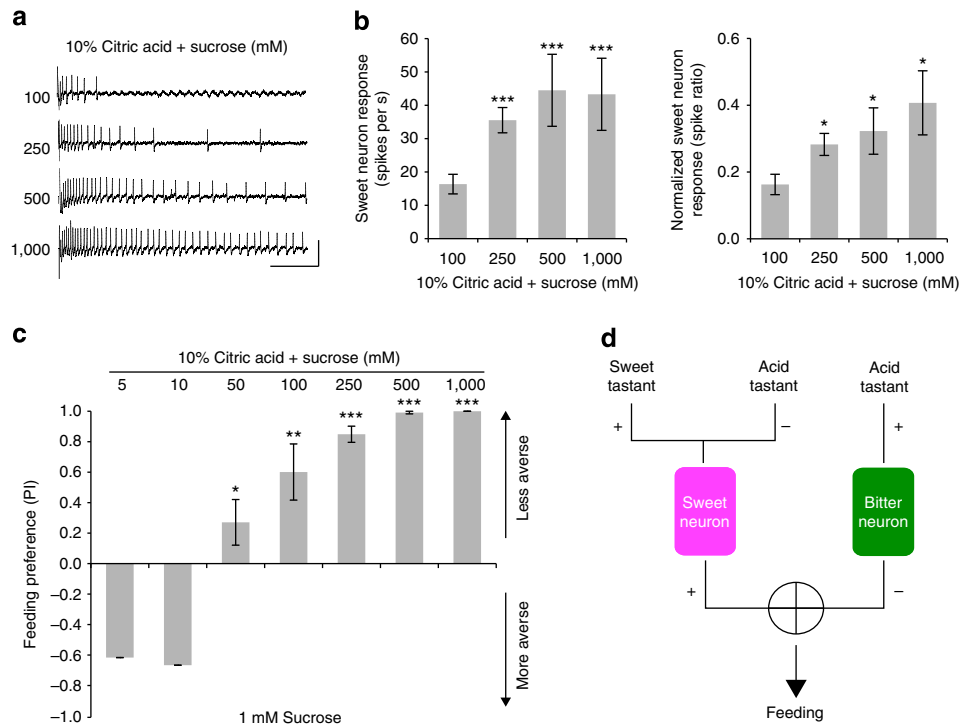 a
10% Citric acid + sucrose (mM)
100
250
500
1,000
b
Sweet neuron response
(spikes per s)
60
50
40
30
20
10
0
***
***
***
100 250 500 1,000
10% Citric acid + sucrose (mM)
Normalized sweet neuron
response (spike ratio)
0.6
0.4
0.2
0.0
*
*
*
100 250 500 1,000
10% Citric acid + sucrose (mM)
c
10% Citric acid + sucrose (mM)
5 10 50 100 250 500 1,000
Feeding preference (PI)
1.0
0.8
0.6
0.4
0.2
0.0
−0.2
−0.4
−0.6
−0.8
−1.0
*
**
***
***
***
Less averse
More averse
1 mM Sucrose
d
Sweet
tastant
Acid
tastant
Acid
tastant
+
−
+
Sweet
neuron
Bitter
neuron
+
−
Feeding